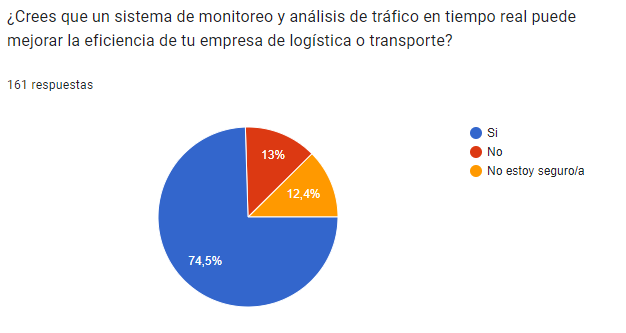 ¿Crees que un sistema de monitoreo y análisis de tráfico en tiempo real puede
mejorar la eficiencia de tu empresa de logística o transporte?
161 respuestas
Si
No
No estoy seguro/a
13%
12,4%
74,5%